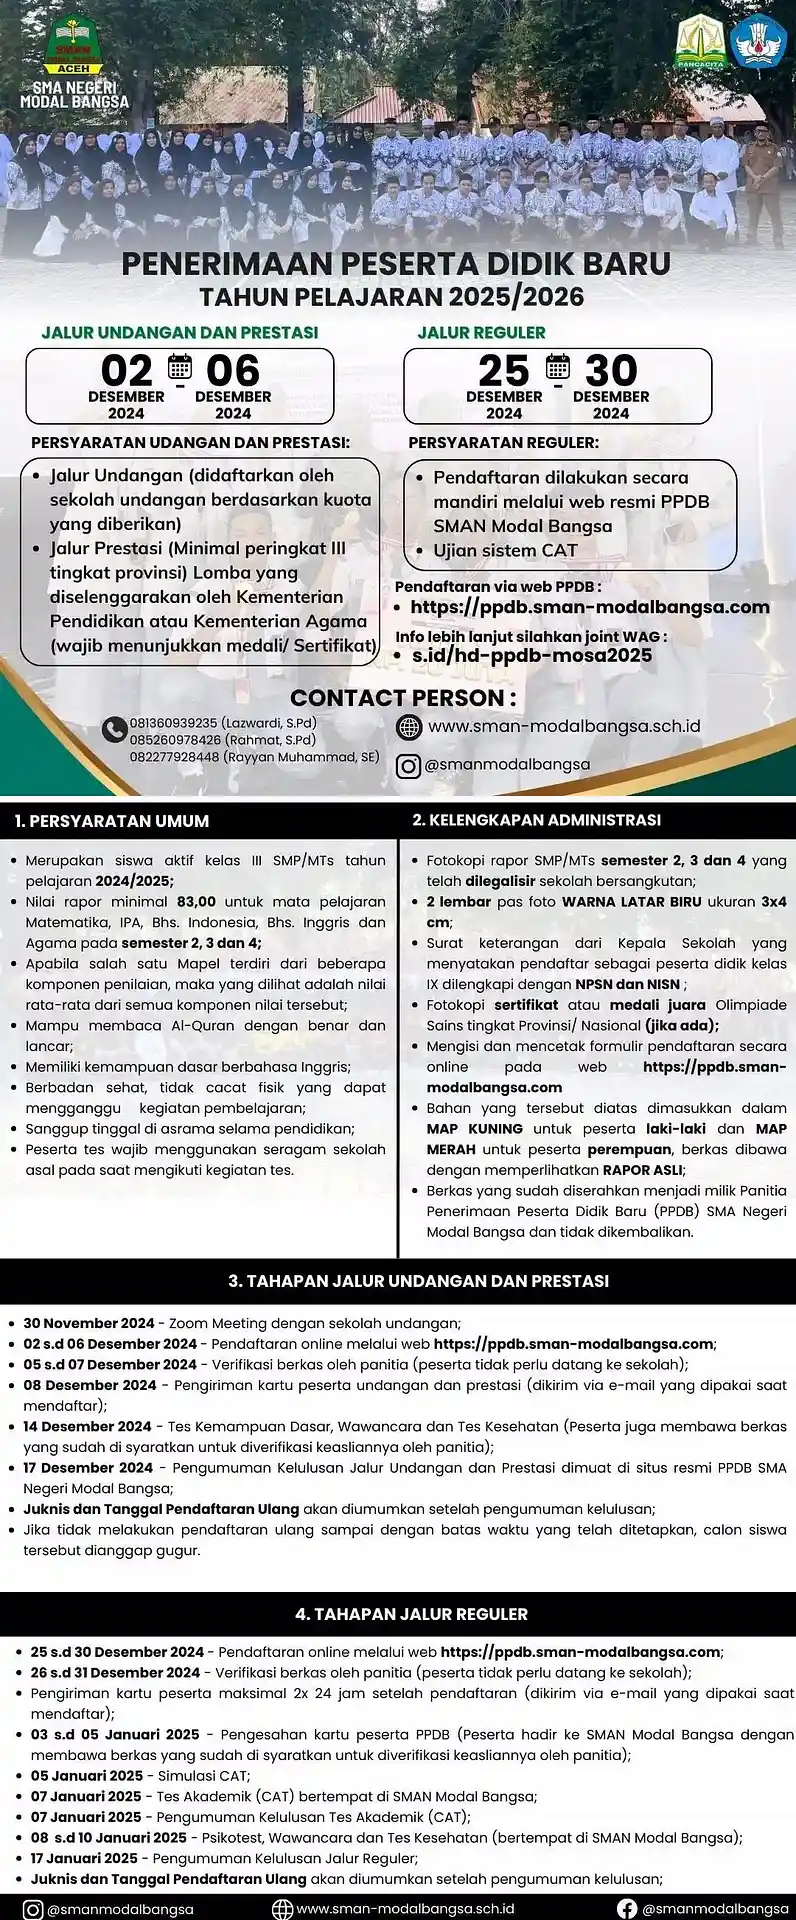 SMAN
MODAL BANGSA
ACEH
SMA NEGERI
MODAL BANGSA
PANCACITA
PENERIMAAN PESERTA DIDIK BARU
TAHUN PELAJARAN 2025/2026
JALUR UNDANGAN DAN PRESTASI
02 - 06
DESEMBER DESEMBER
2024 2024
PERSYARATAN UDANGAN DAN PRESTASI:
• Jalur Undangan (didaftarkan oleh
sekolah undangan berdasarkan kuota
yang diberikan)
• Jalur Prestasi (Minimal peringkat III
tingkat provinsi) Lomba yang
diselenggarakan oleh Kementerian
Pendidikan atau Kementerian Agama
(wajib menunjukkan medali/ Sertifikat)
JALUR REGULER
25 - 30
DESEMBER DESEMBER
2024 2024
PERSYARATAN REGULER:
• Pendaftaran dilakukan secara
mandiri melalui web resmi PPDB
SMAN Modal Bangsa
• Ujian sistem CAT
Pendaftaran via web PPDB :
• https://ppdb.sman-modalbangsa.com
Info lebih lanjut silahkan joint WAG :
• s.id/hd-ppdb-mosa2025
CONTACT PERSON :
081360939235 (Lazwardi, S.Pd)
085260978426 (Rahmat, S.Pd)
082277928448 (Rayyan Muhammad, SE)
www.sman-modalbangsa.sch.id
@smanmodalbangsa
1. PERSYARATAN UMUM
• Merupakan siswa aktif kelas III SMP/MTs tahun
pelajaran 2024/2025;
• Nilai rapor minimal 83,00 untuk mata pelajaran
Matematika, IPA, Bhs. Indonesia, Bhs. Inggris dan
Agama pada semester 2, 3 dan 4;
• Apabila salah satu Mapel terdiri dari beberapa
komponen penilaian, maka yang dilihat adalah nilai
rata-rata dari semua komponen nilai tersebut;
• Mampu membaca Al-Quran dengan benar dan
lancar;
• Memiliki kemampuan dasar berbahasa Inggris;
• Berbadan sehat, tidak cacat fisik yang dapat
mengganggu kegiatan pembelajaran;
• Sanggup tinggal di asrama selama pendidikan;
• Peserta tes wajib menggunakan seragam sekolah
asal pada saat mengikuti kegiatan tes.
2. KELENGKAPAN ADMINISTRASI
• Fotokopi rapor SMP/MTs semester 2, 3 dan 4 yang
telah dilegalisir sekolah bersangkutan;
• 2 lembar pas foto WARNA LATAR BIRU ukuran 3x4
cm;
• Surat keterangan dari Kepala Sekolah yang
menyatakan pendaftar sebagai peserta didik kelas
IX dilengkapi dengan NPSN dan NISN ;
• Fotokopi sertifikat atau medali juara Olimpiade
Sains tingkat Provinsi/ Nasional (jika ada);
• Mengisi dan mencetak formulir pendaftaran secara
online pada web https://ppdb.sman-
modalbangsa.com
• Bahan yang tersebut diatas dimasukkan dalam
MAP KUNING untuk peserta laki-laki dan MAP
MERAH untuk peserta perempuan, berkas dibawa
dengan memperlihatkan RAPOR ASLI;
• Berkas yang sudah diserahkan menjadi milik Panitia
Penerimaan Peserta Didik Baru (PPDB) SMA Negeri
Modal Bangsa dan tidak dikembalikan.
3. TAHAPAN JALUR UNDANGAN DAN PRESTASI
• 30 November 2024 - Zoom Meeting dengan sekolah undangan;
• 02 s.d 06 Desember 2024 - Pendaftaran online melalui web https://ppdb.sman-modalbangsa.com;
• 05 s.d 07 Desember 2024 - Verifikasi berkas oleh panitia (peserta tidak perlu datang ke sekolah);
• 08 Desember 2024 - Pengiriman kartu peserta undangan dan prestasi (dikirim via e-mail yang dipakai saat
mendaftar);
• 14 Desember 2024 - Tes Kemampuan Dasar, Wawancara dan Tes Kesehatan (Peserta juga membawa berkas
yang sudah di syaratkan untuk diverifikasi keasliannya oleh panitia);
• 17 Desember 2024 - Pengumuman Kelulusan Jalur Undangan dan Prestasi dimuat di situs resmi PPDB SMA
Negeri Modal Bangsa;
• Juknis dan Tanggal Pendaftaran Ulang akan diumumkan setelah pengumuman kelulusan;
• Jika tidak melakukan pendaftaran ulang sampai dengan batas waktu yang telah ditetapkan, calon siswa
tersebut dianggap gugur.
4. TAHAPAN JALUR REGULER
• 25 s.d 30 Desember 2024 - Pendaftaran online melalui web https://ppdb.sman-modalbangsa.com;
• 26 s.d 31 Desember 2024 - Verifikasi berkas oleh panitia (peserta tidak perlu datang ke sekolah);
• Pengiriman kartu peserta maksimal 2x 24 jam setelah pendaftaran (dikirim via e-mail yang dipakai saat
mendaftar);
• 03 s.d 05 Januari 2025 - Pengesahan kartu peserta PPDB (Peserta hadir ke SMAN Modal Bangsa dengan
membawa berkas yang sudah di syaratkan untuk diverifikasi keasliannya oleh panitia);
• 05 Januari 2025 - Simulasi CAT;
• 07 Januari 2025 - Tes Akademik (CAT) bertempat di SMAN Modal Bangsa;
• 07 Januari 2025 - Pengumuman Kelulusan Tes Akademik (CAT);
• 08 s.d 10 Januari 2025 - Psikotest, Wawancara dan Tes Kesehatan (bertempat di SMAN Modal Bangsa);
• 17 Januari 2025 - Pengumuman Kelulusan Jalur Reguler;
• Juknis dan Tanggal Pendaftaran Ulang akan diumumkan setelah pengumuman kelulusan;
@smanmodalbangsa www.sman-modalbangsa.sch.id @smanmodalbangsa